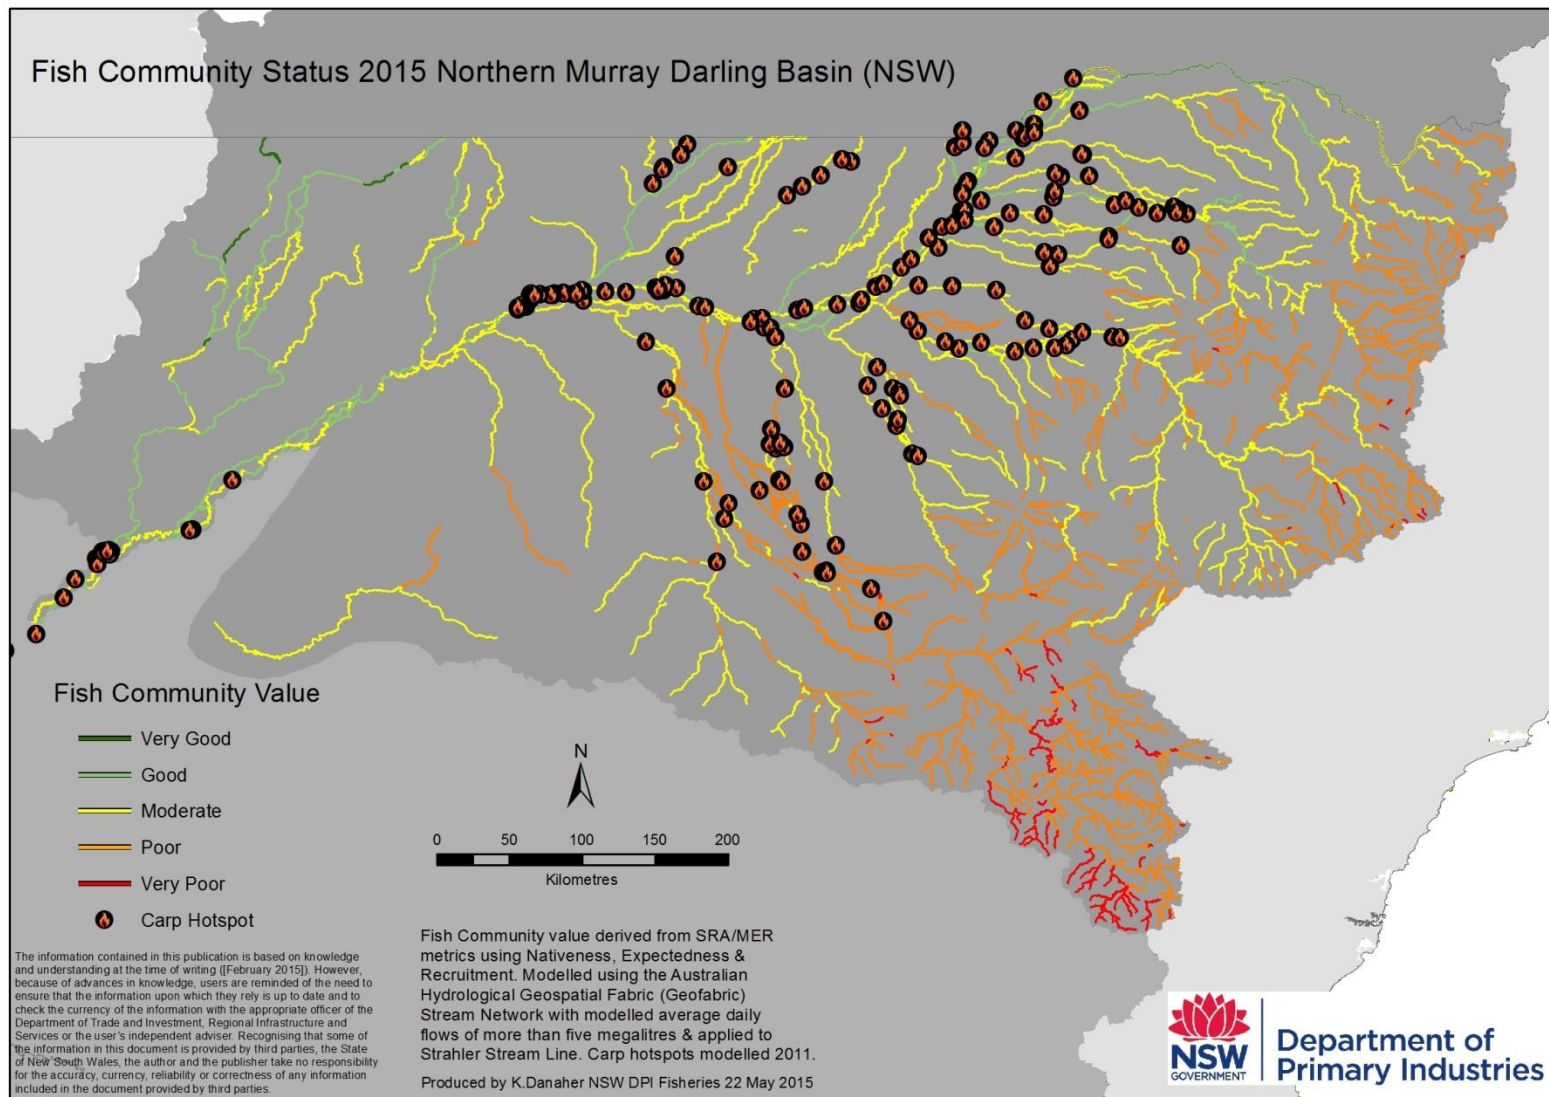 Fish Community Status 2015 Northern Murray Darling Basin (NSW)
Fish Community Value
Very Good
Good
Moderate
Poor
Very Poor
Carp Hotspot
N
0 50 100 150 200
Kilometres
The information contained in this publication is based on knowledge
and understanding at the time of writing ([February 2015]). However,
because of advances in knowledge, users are reminded of the need to
ensure that the information upon which they rely is up to date and to
check the currency of the information with the appropriate officer of the
Department of Trade and Investment, Regional Infrastructure and
Services or the user's independent adviser. Recognising that some of
the information in this document is provided by third parties, the State
of New South Wales, the author and the publisher take no responsibility
for the accuracy, currency, reliability or correctness of any information
included in the document provided by third parties.
Fish Community value derived from SRA/MER
metrics using Nativeness, Expectedness &
Recruitment. Modelled using the Australian
Hydrological Geospatial Fabric (Geofabric)
Stream Network with modelled average daily
flows of more than five megalitres & applied to
Strahler Stream Line. Carp hotspots modelled 2011.
Produced by K.Danaher NSW DPI Fisheries 22 May 2015
NSW
GOVERNMENT
Department of
Primary Industries